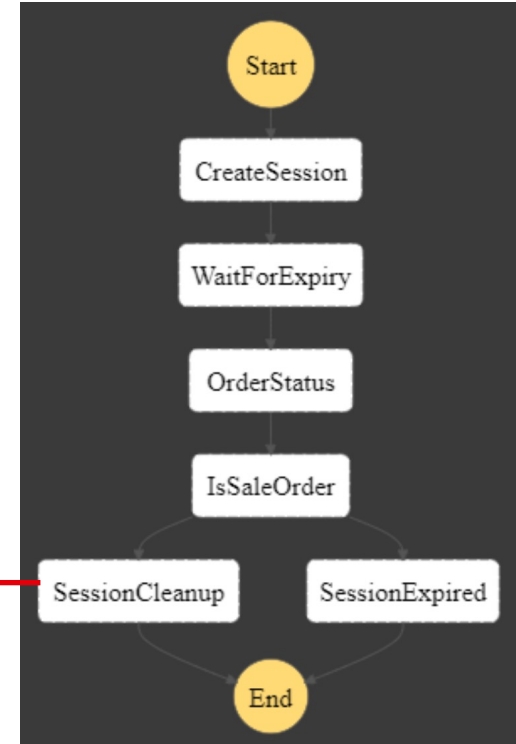 Start
CreateSession
WaitForExpiry
OrderStatus
IsSaleOrder
SessionCleanup
SessionExpired
End